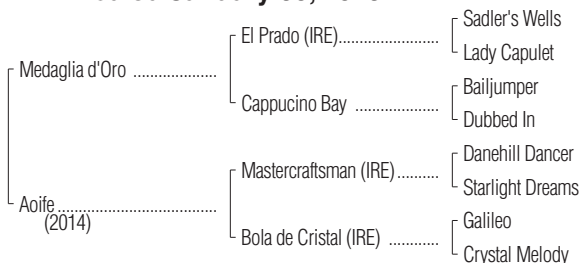 Sadler's Wells
El Prado (IRE)........................
Lady Capulet
Medaglia d'Oro ....................
Bailjumper
Cappucino Bay ....................
Dubbed In
Danehill Dancer
Mastercraftsman (IRE)..........
Starlight Dreams
Aoife......................................
(2014)
Galileo
Bola de Cristal (IRE) ............
Crystal Melody